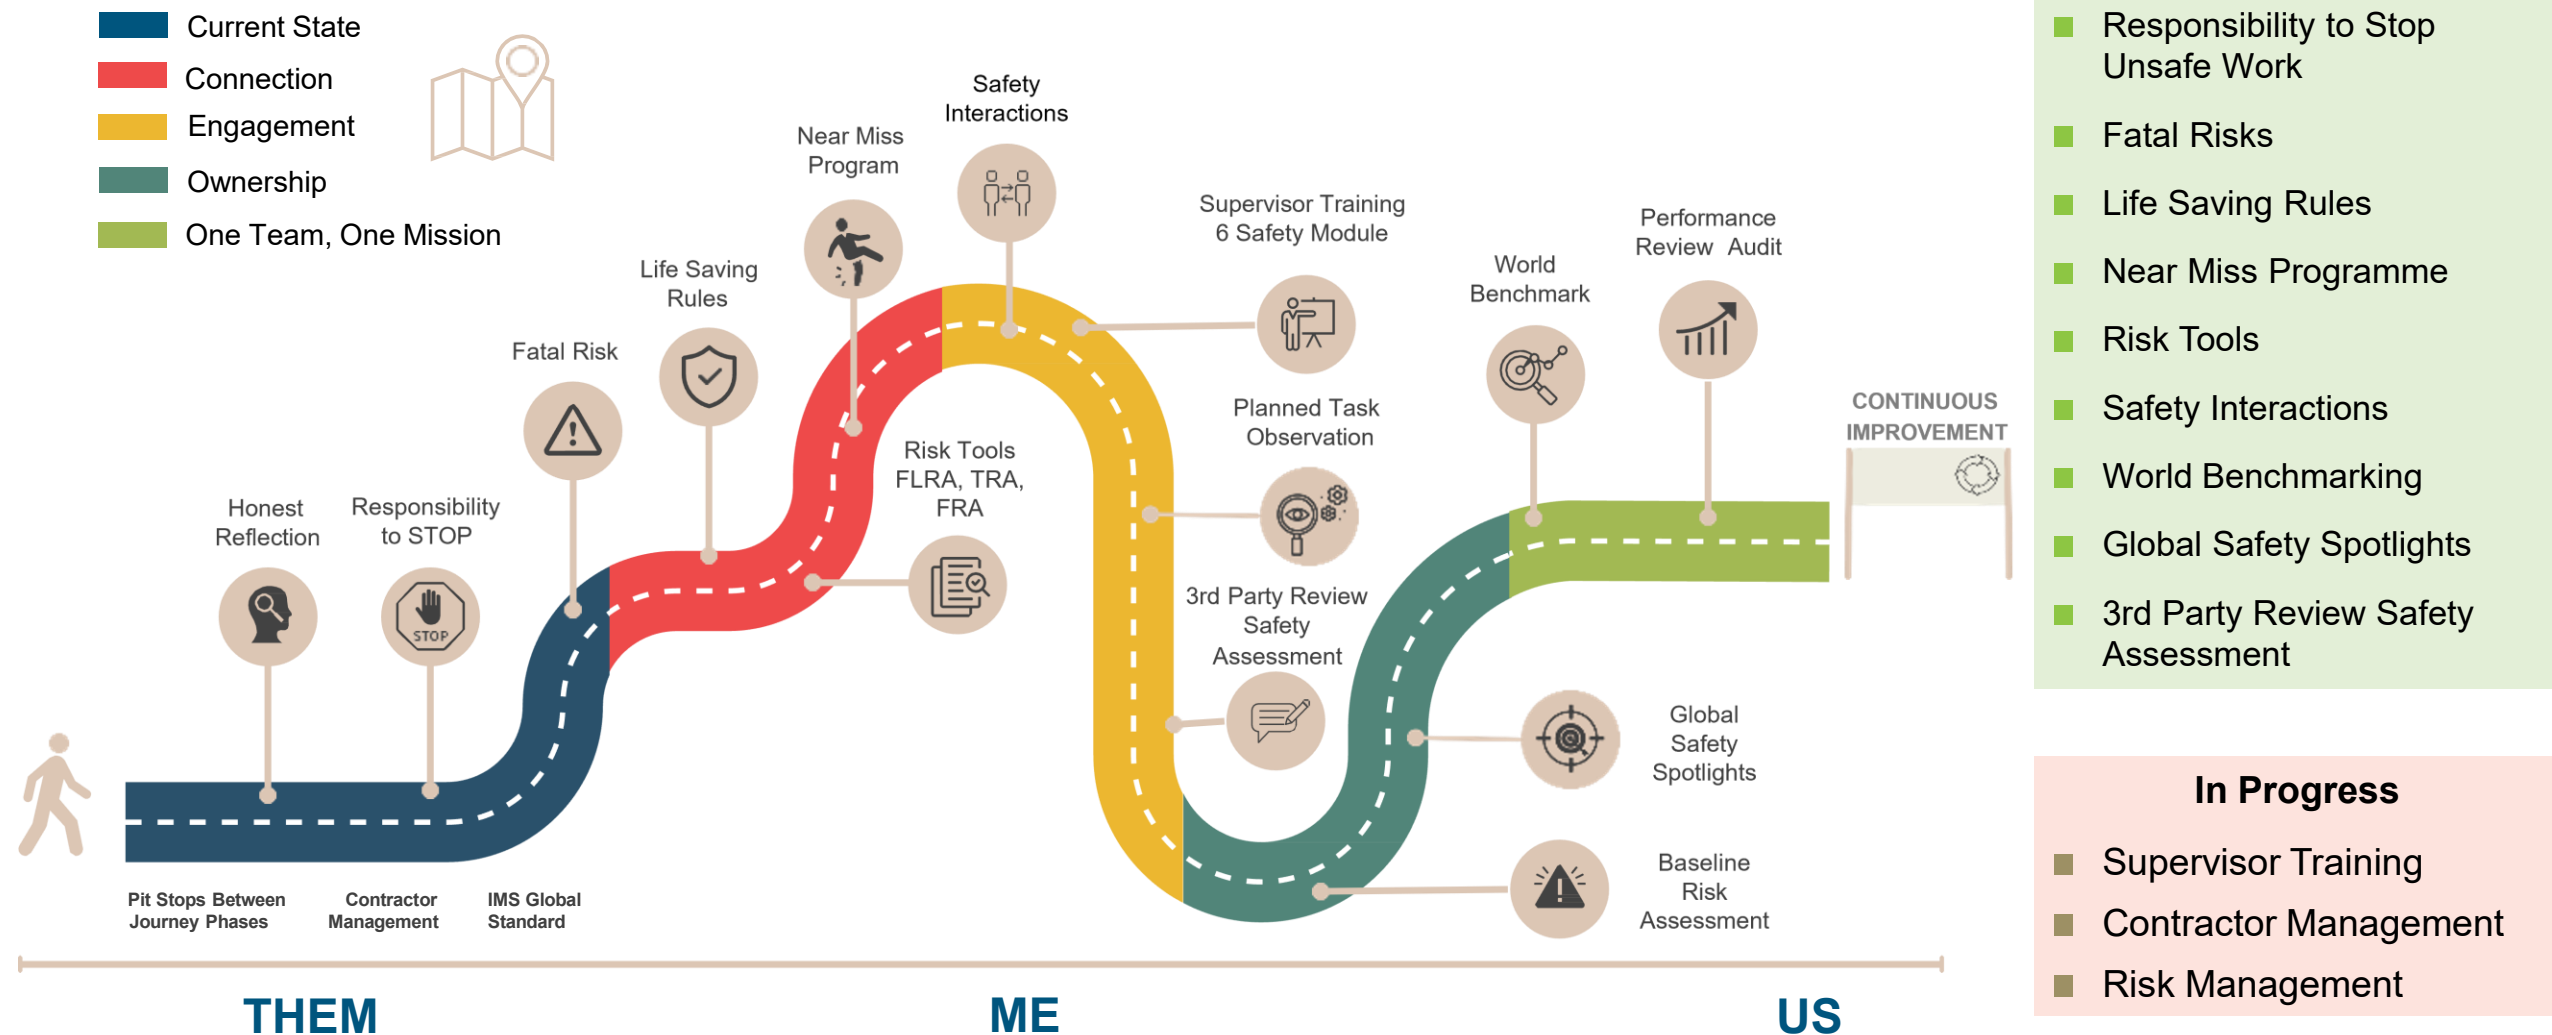 Current State
Connection
Engagement
Ownership
One Team, One Mission
Honest
Reflection
Responsibility
to STOP
STOP
Fatal Risk
Life Saving
Rules
Near Miss
Program
Risk Tools
FLRA, TRA,
FRA
Safety
Interactions
Supervisor Training
6 Safety Module
Planned Task
Observation
3rd Party Review
Safety
Assessment
Baseline
Risk
Assessment
Global
Safety
Spotlights
World
Benchmark
Performance
Review Audit
CONTINUOUS
IMPROVEMENT
Pit Stops Between
Journey Phases
Contractor
Management
IMS Global
Standard
THEM
ME
US
Responsibility to Stop
Unsafe Work
Fatal Risks
Life Saving Rules
Near Miss Programme
Risk Tools
Safety Interactions
World Benchmarking
Global Safety Spotlights
3rd Party Review Safety
Assessment
In Progress
Supervisor Training
Contractor Management
Risk Management